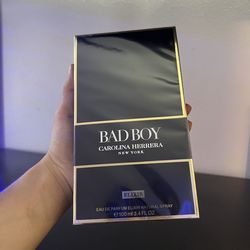 BAD BOY
CAROLINA HERRERA
NEW YORK
ELIXIR
EAU DE PARFUM ELIXIR NATURAL SPRAY
℮ 100 ml 3.4 FL.OZ